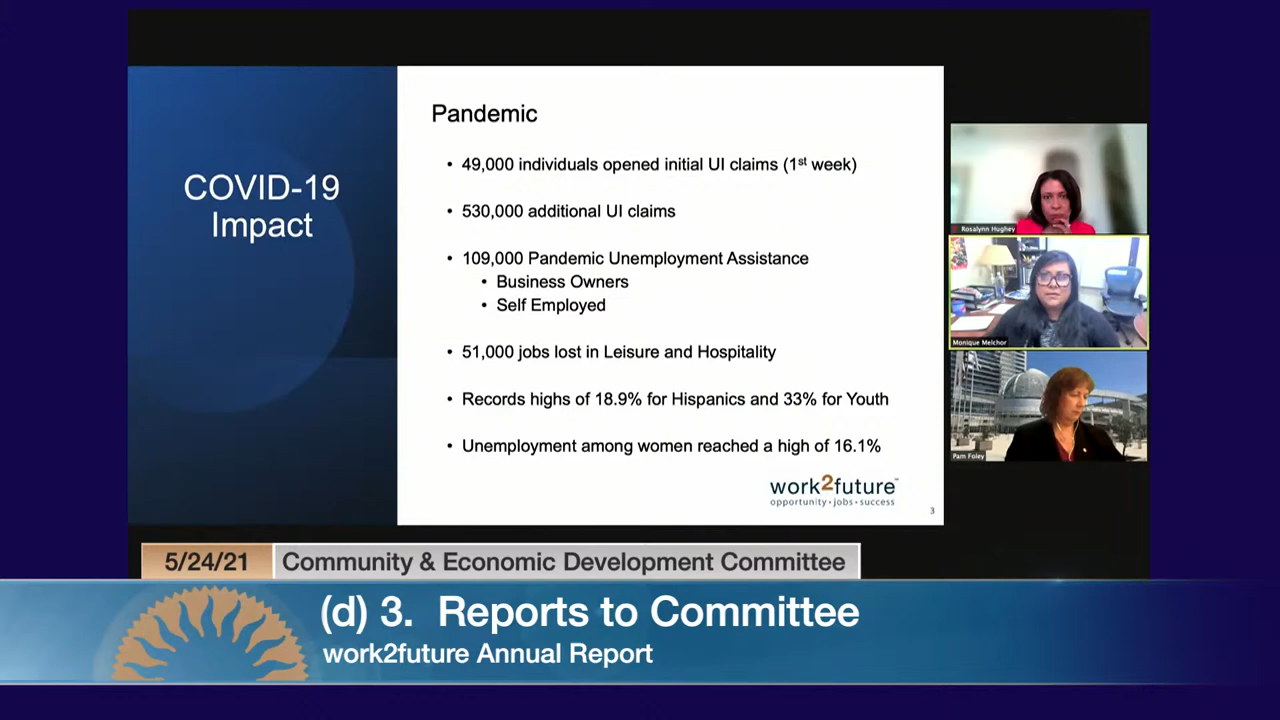 COVID-19
Impact
Pandemic
• 49,000 individuals opened initial UI claims (1st week)
• 530,000 additional UI claims
• 109,000 Pandemic Unemployment Assistance
• Business Owners
• Self Employed
• 51,000 jobs lost in Leisure and Hospitality
• Records highs of 18.9% for Hispanics and 33% for Youth
• Unemployment among women reached a high of 16.1%
work2future™
opportunity • jobs • success
3
Rosalynn Hughey
Monique Melchor
Pam Foley
5/24/21 Community & Economic Development Committee
(d) 3. Reports to Committee
work2future Annual Report